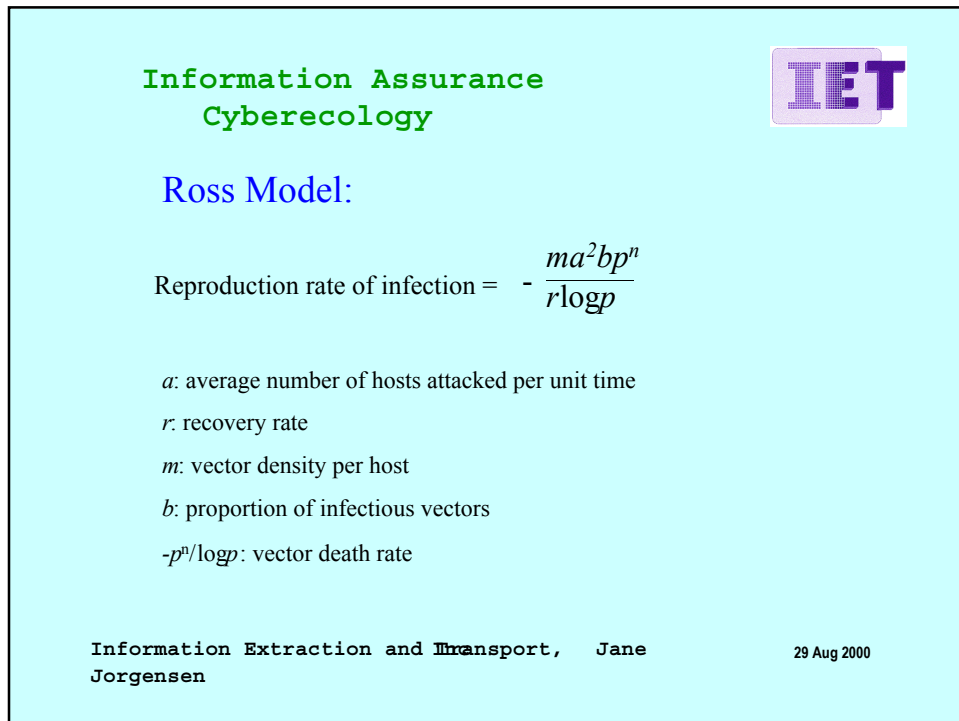 Information Assurance
Cyberecology
IET
Ross Model:
Reproduction rate of infection = - ma²bpⁿ
rlogp
a: average number of hosts attacked per unit time
r: recovery rate
m: vector density per host
b: proportion of infectious vectors
-pⁿ/logp: vector death rate
Information Extraction and Transport, Inc Jane
Jorgensen
29 Aug 2000